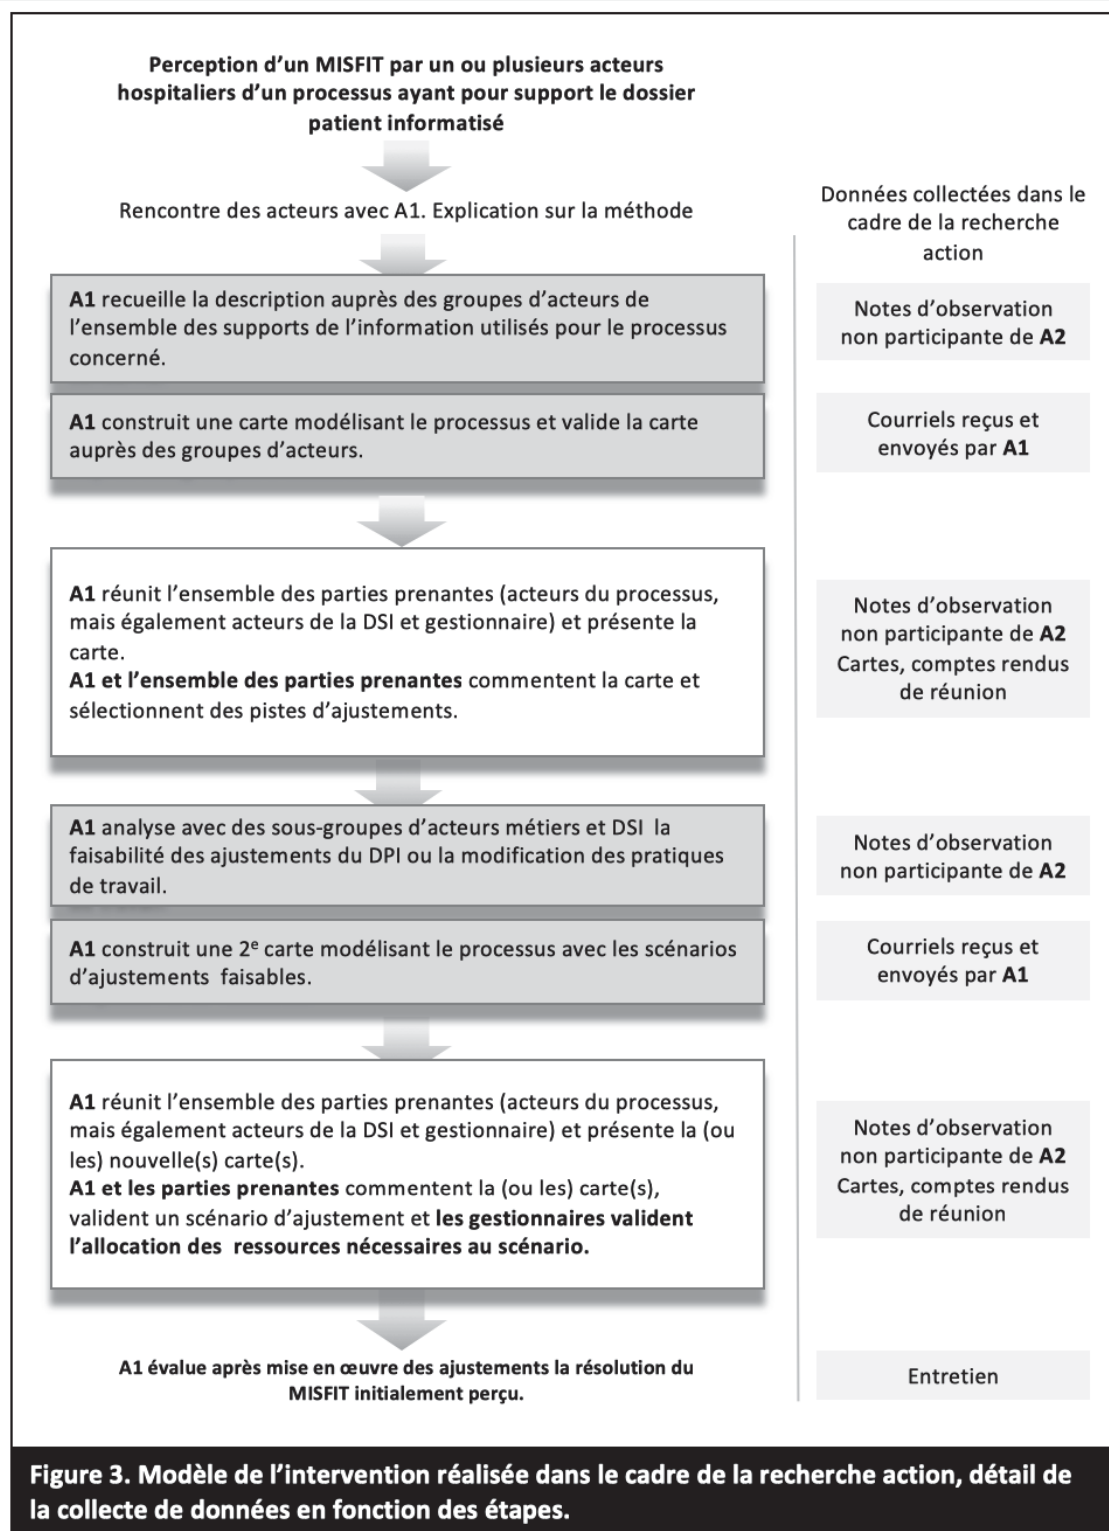 Perception d'un MISFIT par un ou plusieurs acteurs
hospitaliers d'un processus ayant pour support le dossier
patient informatisé
Rencontre des acteurs avec A1. Explication sur la méthode
Données collectées dans le
cadre de la recherche
action
A1 recueille la description auprès des groupes d'acteurs de
l'ensemble des supports de l'information utilisés pour le processus
concerné.
Notes d'observation
non participante de A2
A1 construit une carte modélisant le processus et valide la carte
auprès des groupes d'acteurs.
Courriels reçus et
envoyés par A1
A1 réunit l'ensemble des parties prenantes (acteurs du processus,
mais également acteurs de la DSI et gestionnaire) et présente la
carte.
A1 et l'ensemble des parties prenantes commentent la carte et
sélectionnent des pistes d'ajustements.
Notes d'observation
non participante de A2
Cartes, comptes rendus
de réunion
A1 analyse avec des sous-groupes d'acteurs métiers et DSI la
faisabilité des ajustements du DPI ou la modification des pratiques
de travail.
Notes d'observation
non participante de A2
A1 construit une 2e carte modélisant le processus avec les scénarios
d'ajustements faisables.
Courriels reçus et
envoyés par A1
A1 réunit l'ensemble des parties prenantes (acteurs du processus,
mais également acteurs de la DSI et gestionnaire) et présente la (ou
les) nouvelle(s) carte(s).
A1 et les parties prenantes commentent la (ou les) carte(s),
valident un scénario d'ajustement et les gestionnaires valident
l'allocation des ressources nécessaires au scénario.
Notes d'observation
non participante de A2
Cartes, comptes rendus
de réunion
A1 évalue après mise en œuvre des ajustements la résolution du
MISFIT initialement perçu.
Entretien
Figure 3. Modèle de l'intervention réalisée dans le cadre de la recherche action, détail de
la collecte de données en fonction des étapes.